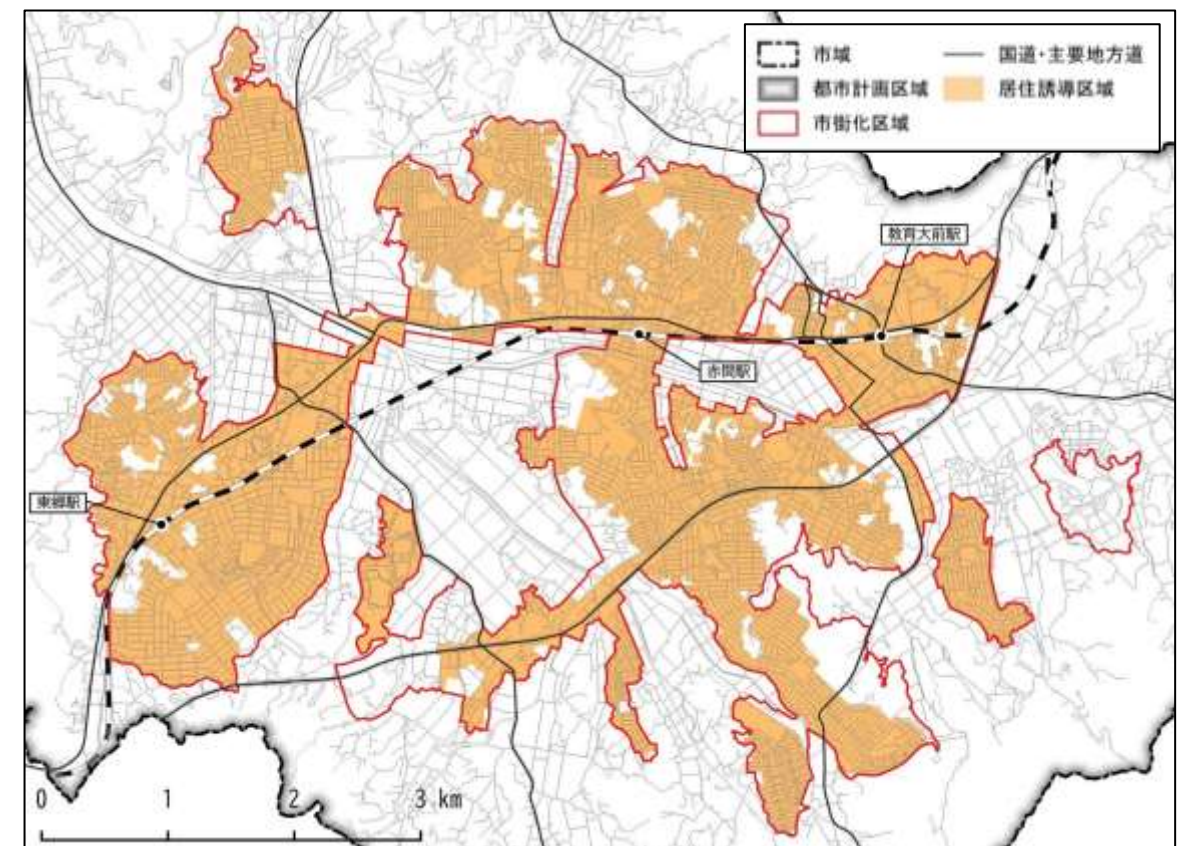 市域
国道・主要地方道
都市計画区域
居住誘導区域
市街化区域
教育大前駅
赤間駅
東郷駅
0 1 2 3 km